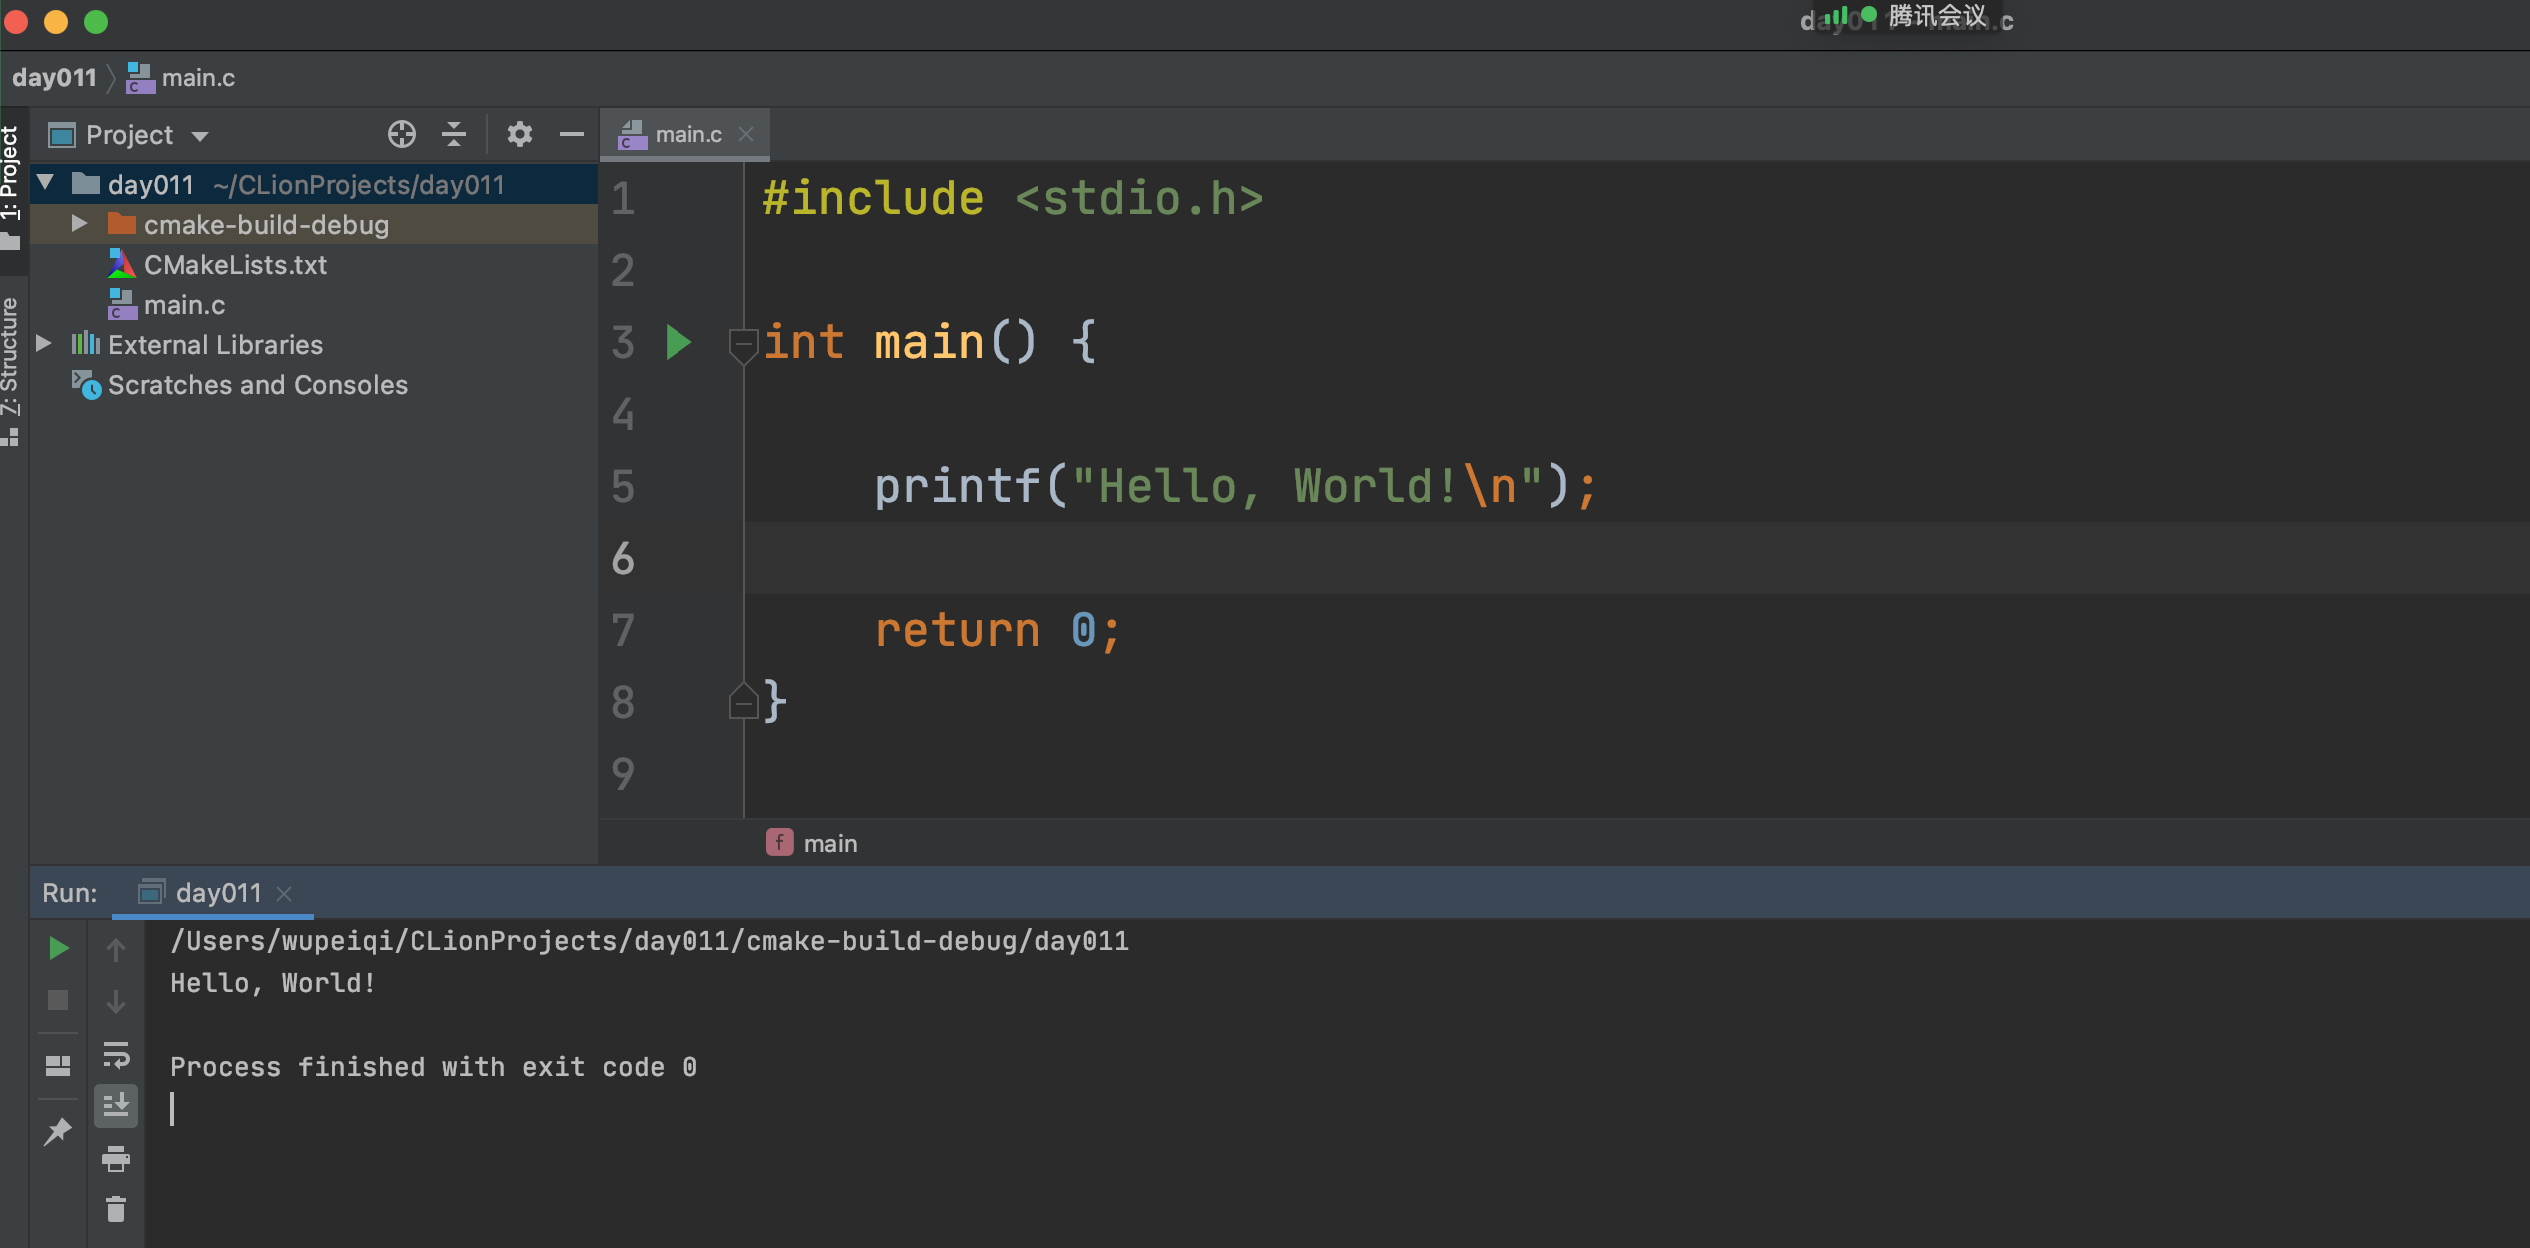 腾讯会议
day011 main.c
1: Project
Z: Structure
Project
day011 ~/CLionProjects/day011
cmake-build-debug
CMakeLists.txt
main.c
External Libraries
Scratches and Consoles
main.c
1 #include <stdio.h>
2
3 int main() {
4
5 printf("Hello, World!\n");
6
7 return 0;
8 }
9
f main
Run: day011
/Users/wupeiqi/CLionProjects/day011/cmake-build-debug/day011
Hello, World!
Process finished with exit code 0